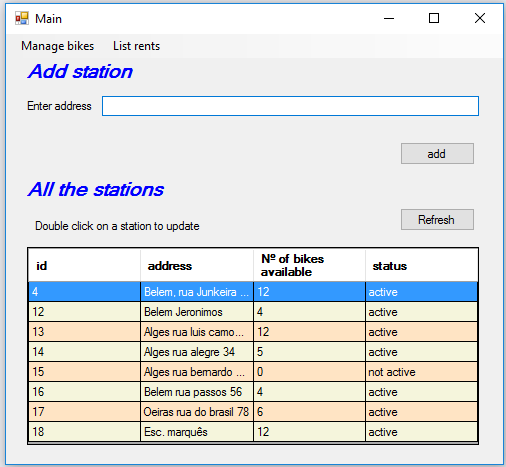 Main
Manage bikes List rents
Add station
Enter address
add
All the stations
Double click on a station to update
Refresh
id address Nº of bikes available status
4 Belem, rua Junkeira ... 12 active
12 Belem Jeronimos 4 active
13 Alges rua luis camo... 12 active
14 Alges rua alegre 34 5 active
15 Alges rua bernardo ... 0 not active
16 Belem rua passos 56 4 active
17 Oeiras rua do brasil 78 6 active
18 Esc. marquês 12 active